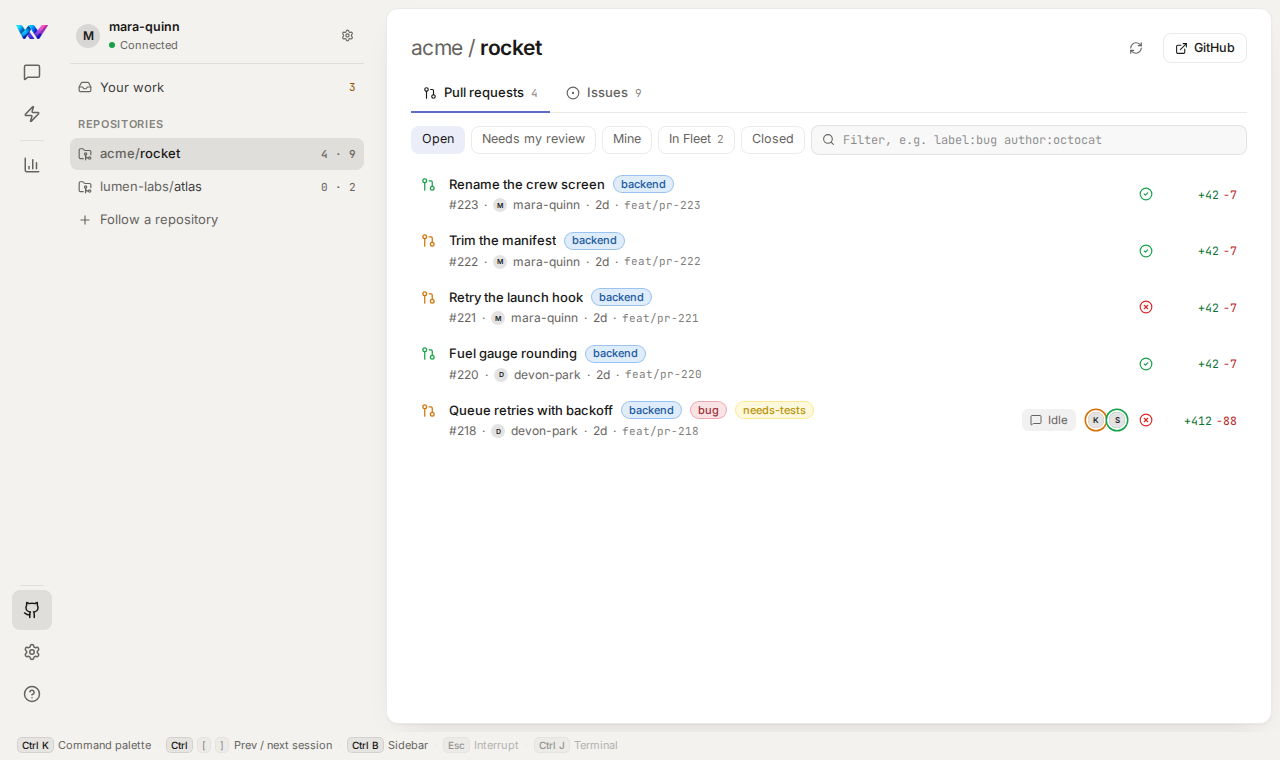 M mara-quinn
Connected
Your work 3
REPOSITORIES
acme/rocket 4 · 9
lumen-labs/atlas 0 · 2
Follow a repository
acme / rocket
GitHub
Pull requests 4 Issues 9
Open Needs my review Mine In Fleet 2 Closed Filter, e.g. label:bug author:octocat
Rename the crew screen backend
#223 · M mara-quinn · 2d · feat/pr-223 +42 -7
Trim the manifest backend
#222 · M mara-quinn · 2d · feat/pr-222 +42 -7
Retry the launch hook backend
#221 · M mara-quinn · 2d · feat/pr-221 +42 -7
Fuel gauge rounding backend
#220 · D devon-park · 2d · feat/pr-220 +42 -7
Queue retries with backoff backend bug needs-tests
#218 · D devon-park · 2d · feat/pr-218 Idle K S +412 -88
Ctrl K Command palette Ctrl [ ] Prev / next session Ctrl B Sidebar Esc Interrupt Ctrl J Terminal